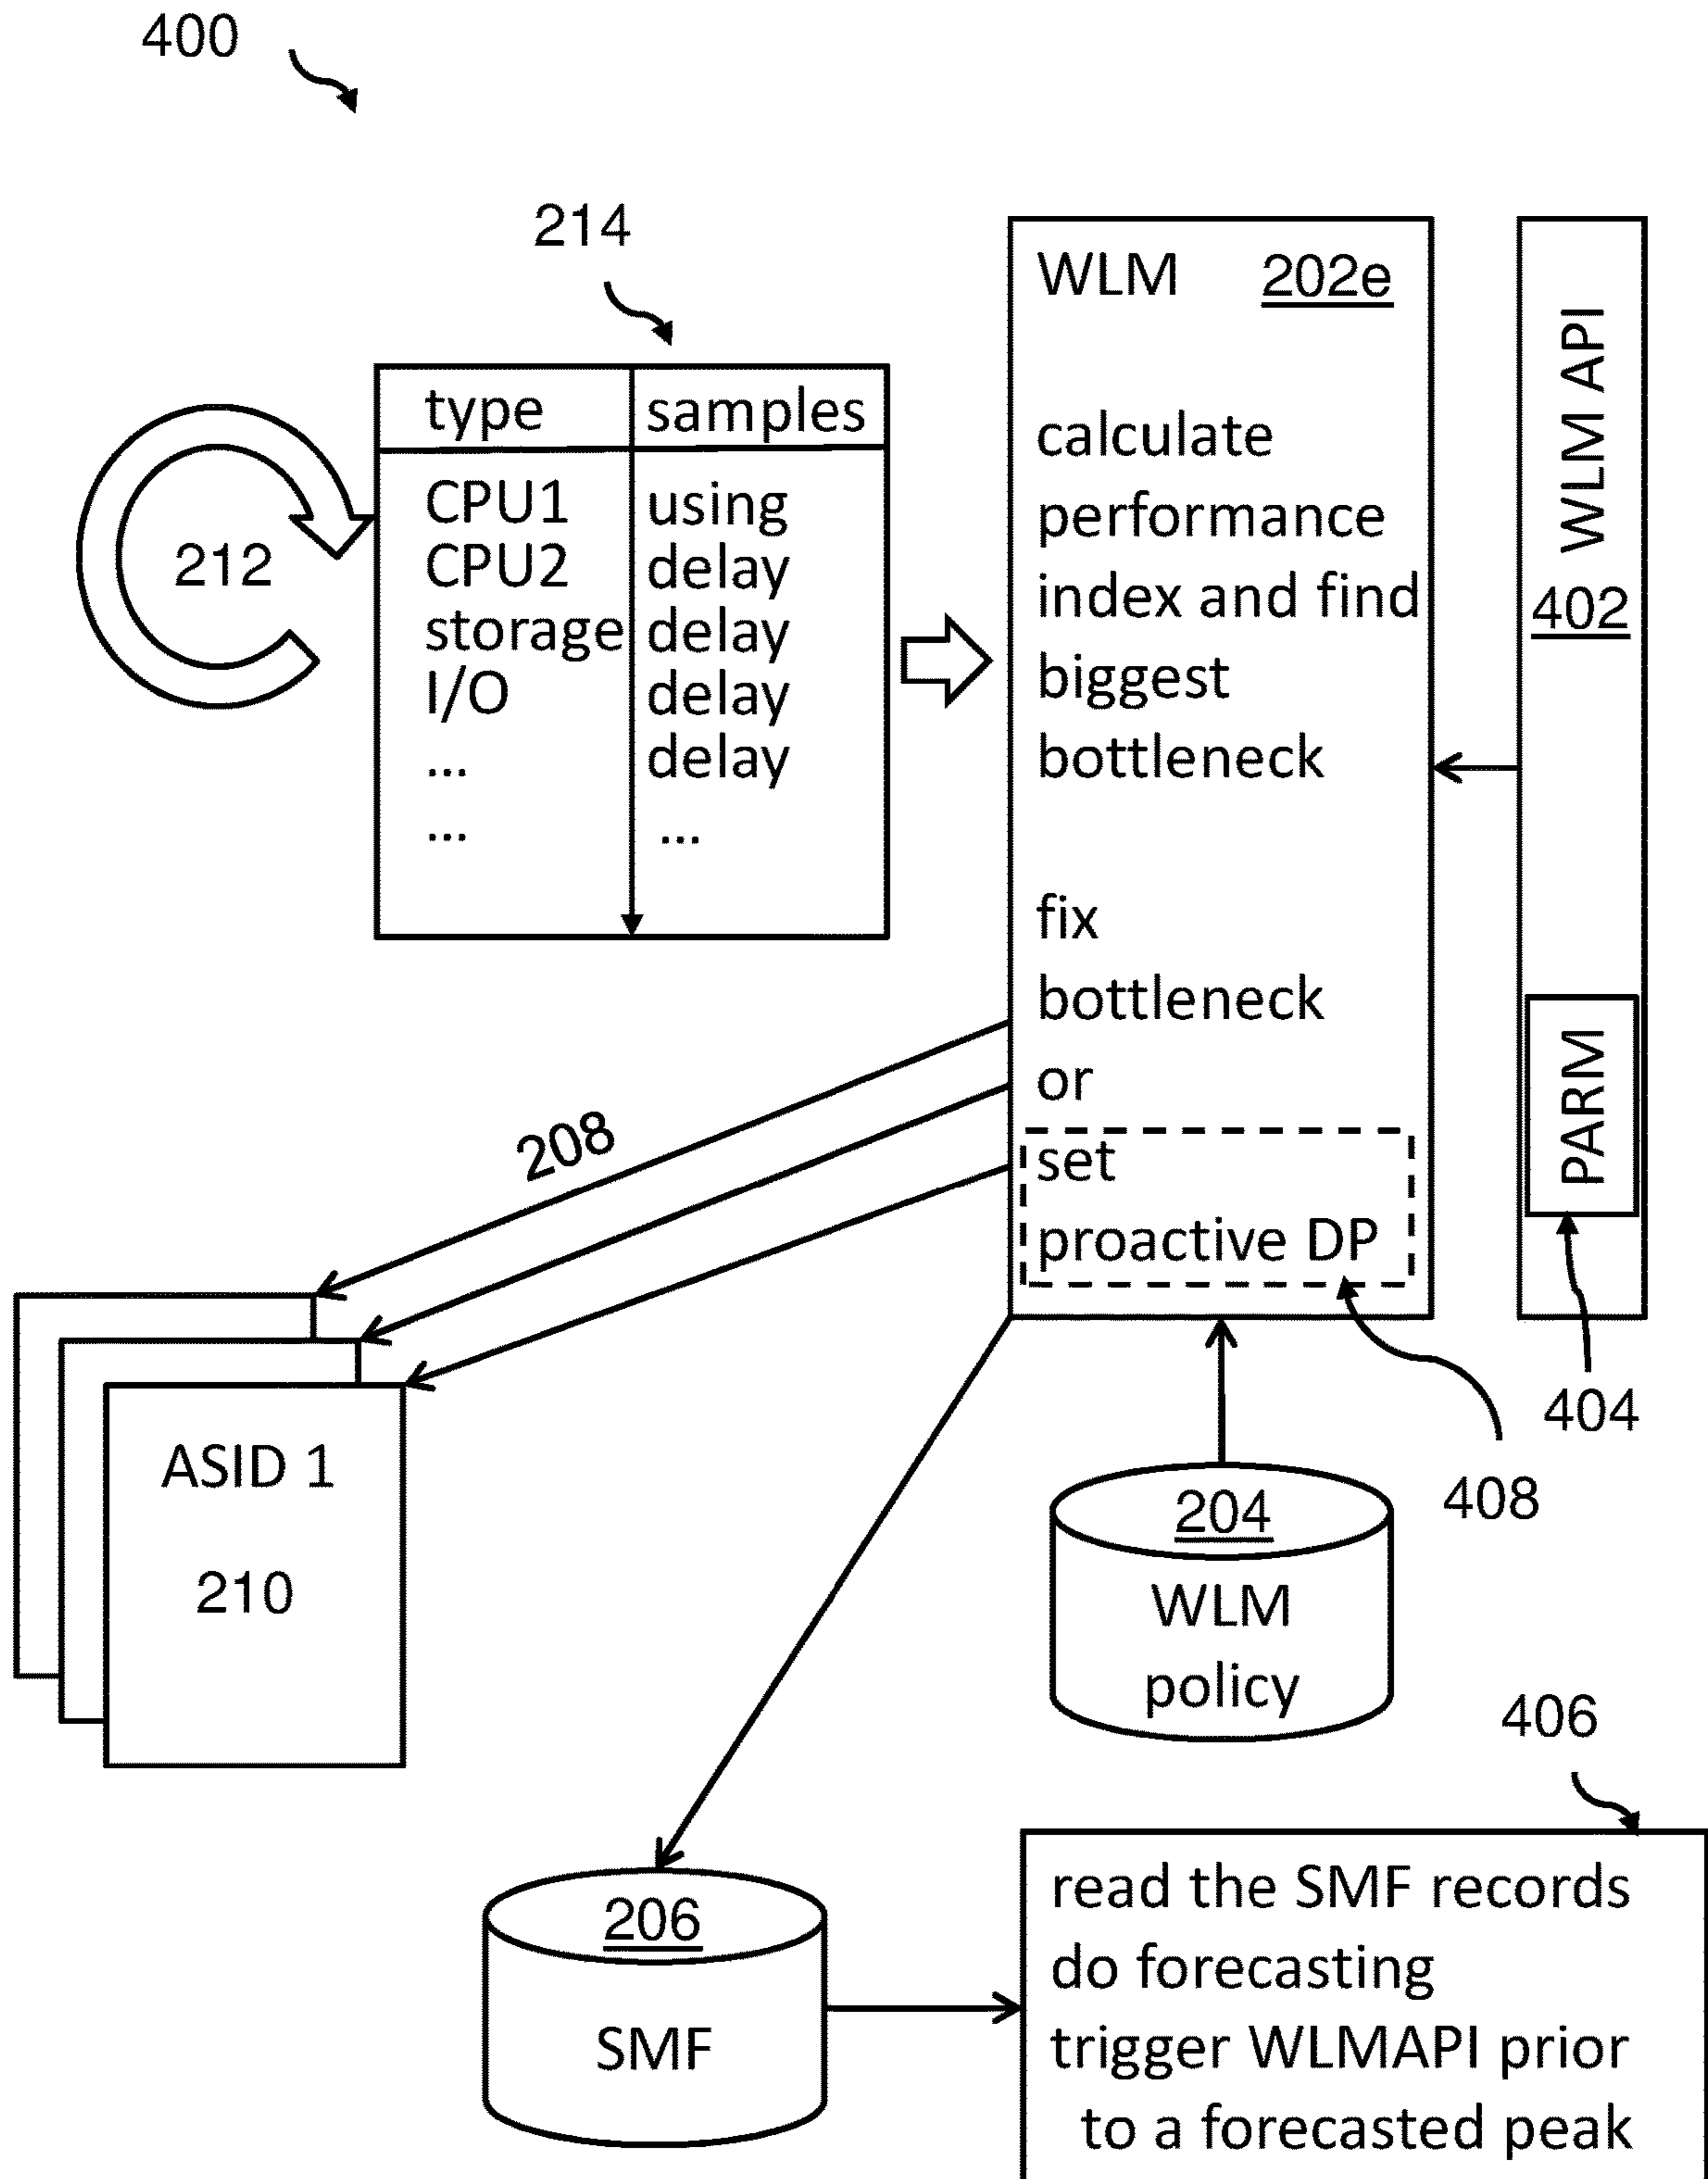 400
214
type samples
CPU1 using
CPU2 delay
storage delay
I/O delay
... delay
... ...
212
WLM 202e
calculate
performance
index and find
biggest
bottleneck
fix
bottleneck
or
set
proactive DP
WLM API
402
PARM
404
408
208
ASID 1
210
204
WLM
policy
206
SMF
406
read the SMF records
do forecasting
trigger WLMAPI prior
to a forecasted peak